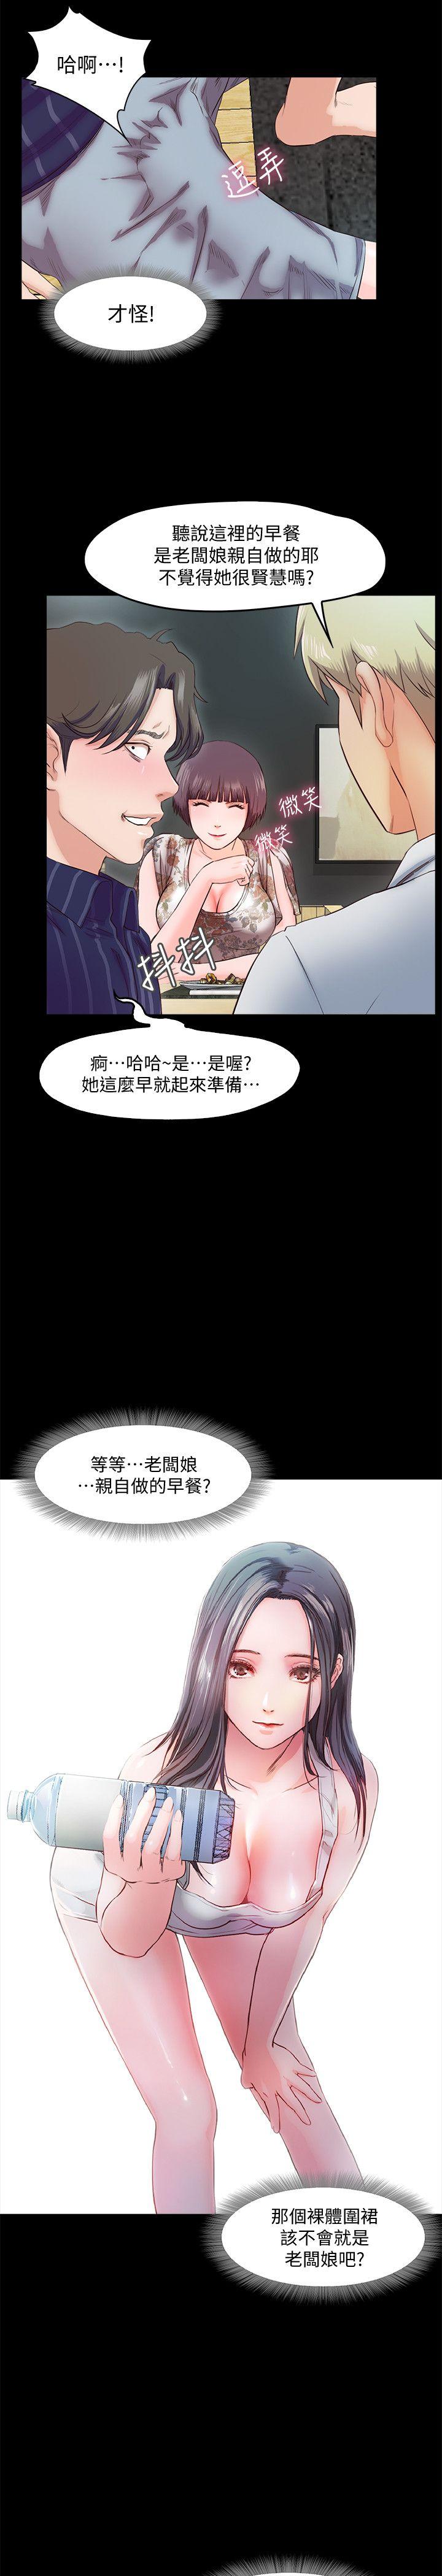 哈啊…!
逗弄
才怪!
聽說這裡的早餐
是老闆娘親自做的耶
不覺得她很賢慧嗎?
微笑
微笑
抖抖
痾…哈哈~是…是喔?
她這麼早就起來準備…
等等…老闆娘
…親自做的早餐?
那個裸體圍裙
該不會就是
老闆娘吧?